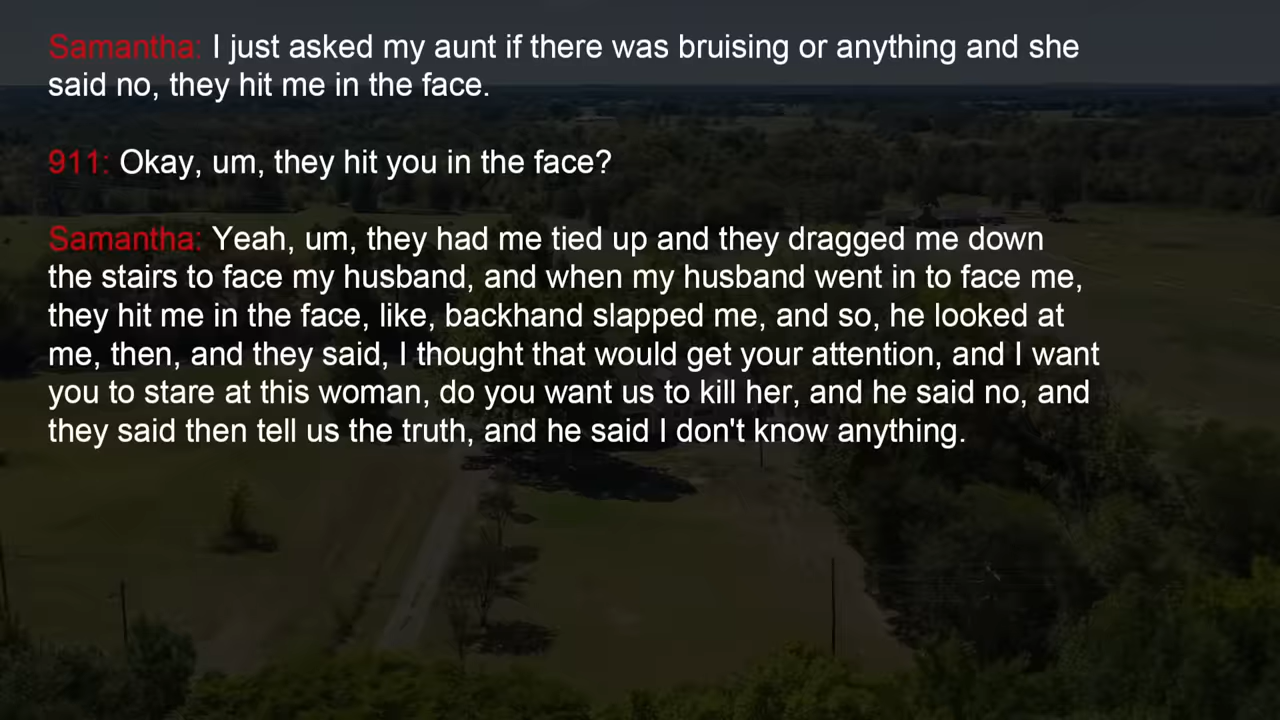 Samantha: I just asked my aunt if there was bruising or anything and she
said no, they hit me in the face.
911: Okay, um, they hit you in the face?
Samantha: Yeah, um, they had me tied up and they dragged me down
the stairs to face my husband, and when my husband went in to face me,
they hit me in the face, like, backhand slapped me, and so, he looked at
me, then, and they said, I thought that would get your attention, and I want
you to stare at this woman, do you want us to kill her, and he said no, and
they said then tell us the truth, and he said I don't know anything.